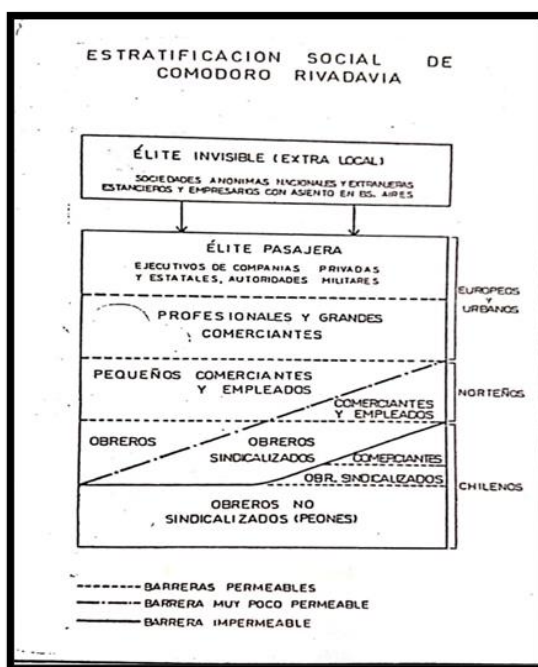 ESTRATIFICACION SOCIAL DE
COMODORO RIVADAVIA
ÉLITE INVISIBLE (EXTRA LOCAL)
SOCIEDADES ANONIMAS NACIONALES Y EXTRANJERAS
ESTANCIEROS Y EMPRESARIOS CON ASIENTO EN BS. AIRES
ÉLITE PASAJERA
EJECUTIVOS DE COMPANIAS PRIVADAS
Y ESTATALES, AUTORIDADES MILITARES
EUROPEOS
Y
URBANOS
PROFESIONALES Y GRANDES
COMERCIANTES
PEQUEÑOS COMERCIANTES
Y EMPLEADOS
COMERCIANTES
Y EMPLEADOS
NORTEÑOS
OBREROS
OBREROS
SINDICALIZADOS
COMERCIANTES
OBR. SINDICALIZADOS
CHILENOS
OBREROS NO
SINDICALIZADOS (PEONES)
BARRERAS PERMEABLES
BARRERA MUY POCO PERMEABLE
BARRERA IMPERMEABLE